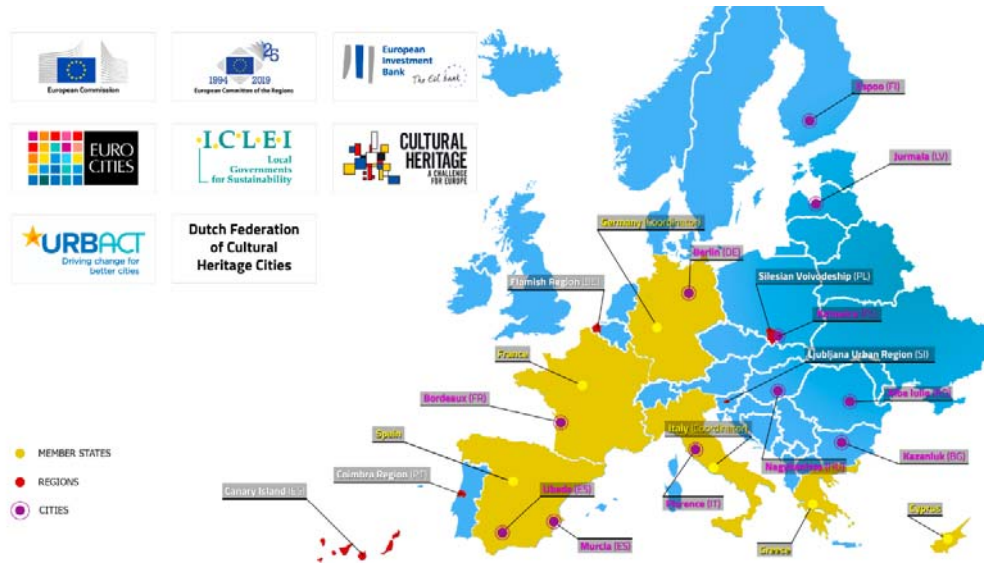 European Commission
26
1994 2019
European Committee of the Regions
European
Investment
Bank
The EU bank
EURO
CITIES
I.C.L.E.I
Local
Governments
for Sustainability
CULTURAL
HERITAGE
A CHALLENGE
FOR EUROPE
URBACT
Driving change for
better cities
Dutch Federation
of Cultural
Heritage Cities
Espoo (FI)
Jurmala (LV)
Germany (Coordinator)
Berlin (DE)
Flemish Region (BE)
Silesian Voivodeship (PL)
Ljubljana Urban Region (SI)
France
Bordeaux (FR)
Italy (Coordinator)
Spain
Kazanluk (BG)
Coimbra Region (PT)
Ubeda (ES)
Canary Island (ES)
Florence (IT)
Cyprus
Murcia (ES)
Greece
MEMBER STATES
REGIONS
CITIES